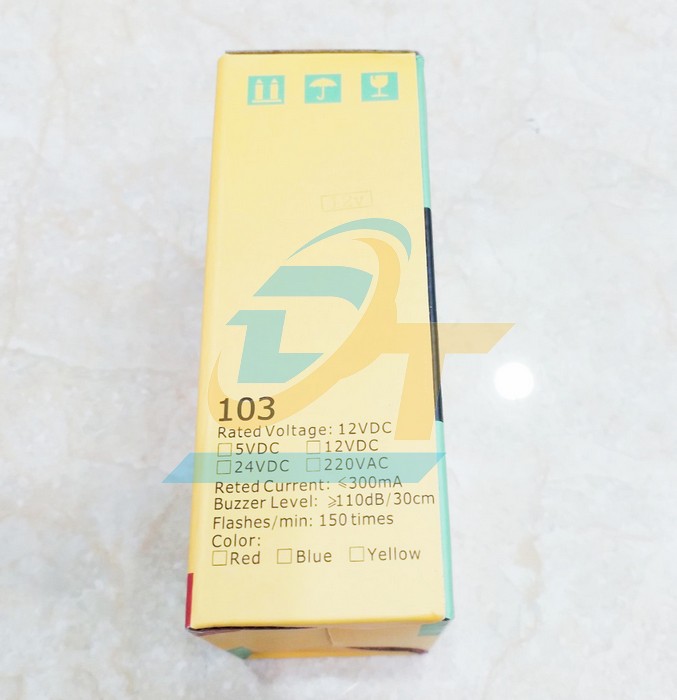 12V
DT
103
Rated Voltage: 12VDC
□5VDC □12VDC
□24VDC □220VAC
Reted Current: ≤300mA
Buzzer Level: ≥110dB/30cm
Flashes/min: 150 times
Color:
□Red □Blue □Yellow